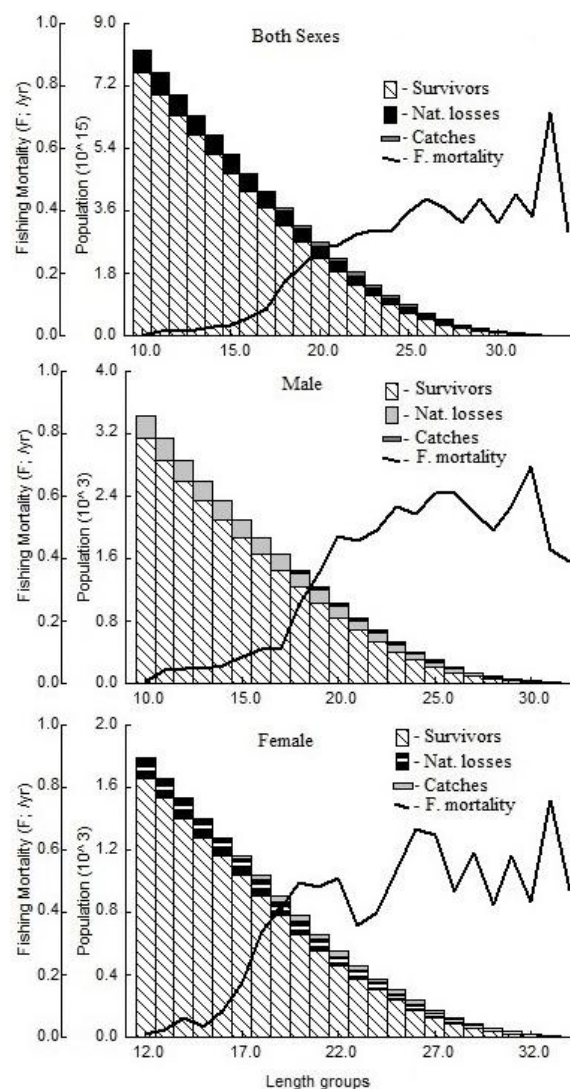 Both Sexes
Fishing Mortality (F; /yr)
1.0
0.8
0.6
0.4
0.2
0.0
Population (10^15)
9.0
7.2
5.4
3.6
1.8
0.0
- Survivors
- Nat. losses
- Catches
- F. mortality
10.0 15.0 20.0 25.0 30.0
Male
Fishing Mortality (F; /yr)
1.0
0.8
0.6
0.4
0.2
0.0
Population (10^3)
4.0
3.2
2.4
1.6
0.8
0.0
- Survivors
- Nat. losses
- Catches
- F. mortality
10.0 15.0 20.0 25.0 30.0
Female
Fishing Mortality (F; /yr)
1.0
0.8
0.6
0.4
0.2
0.0
Population (10^3)
2.0
1.6
1.2
0.8
0.4
0.0
- Survivors
- Nat. losses
- Catches
- F. mortality
12.0 17.0 22.0 27.0 32.0
Length groups